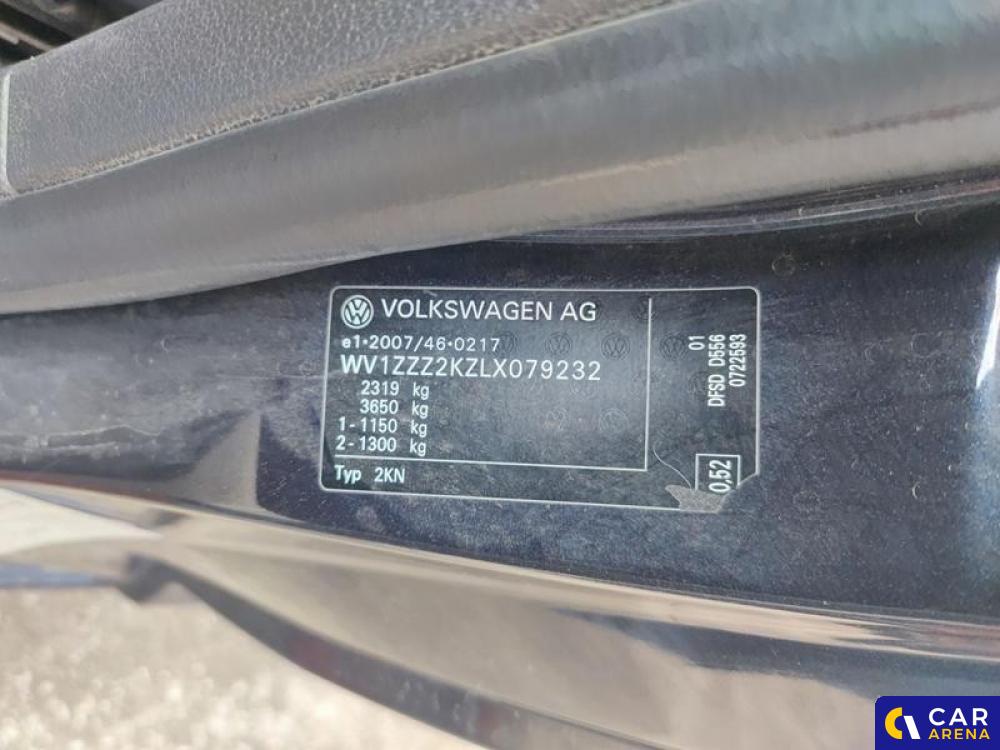 VOLKSWAGEN AG
e1*2007/46*0217
WV1ZZZ2KZLX079232
2319 kg
3650 kg
1-1150 kg
2-1300 kg
Typ 2KN
01
DFSD D556
0722593
0,52
CAR
ARENA